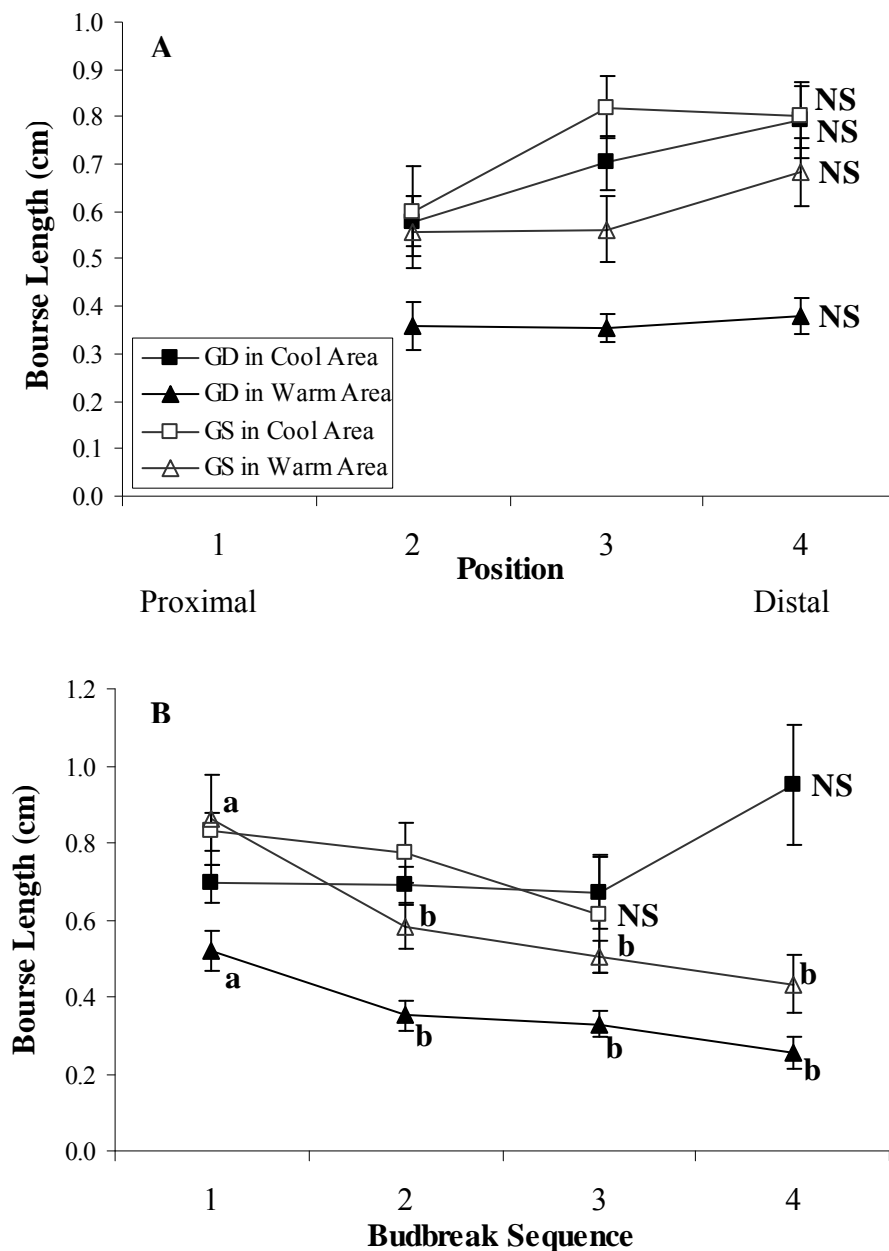 A
1.0
0.9
0.8
0.7
0.6
0.5
0.4
0.3
0.2
0.1
0.0
Bourse Length (cm)
NS
NS
NS
NS
GD in Cool Area
GD in Warm Area
GS in Cool Area
GS in Warm Area
1 2 3 4
Position
Proximal Distal
B
1.2
1.0
0.8
0.6
0.4
0.2
0.0
Bourse Length (cm)
a
NS
b
NS
b
b
a
b
b
b
1 2 3 4
Budbreak Sequence